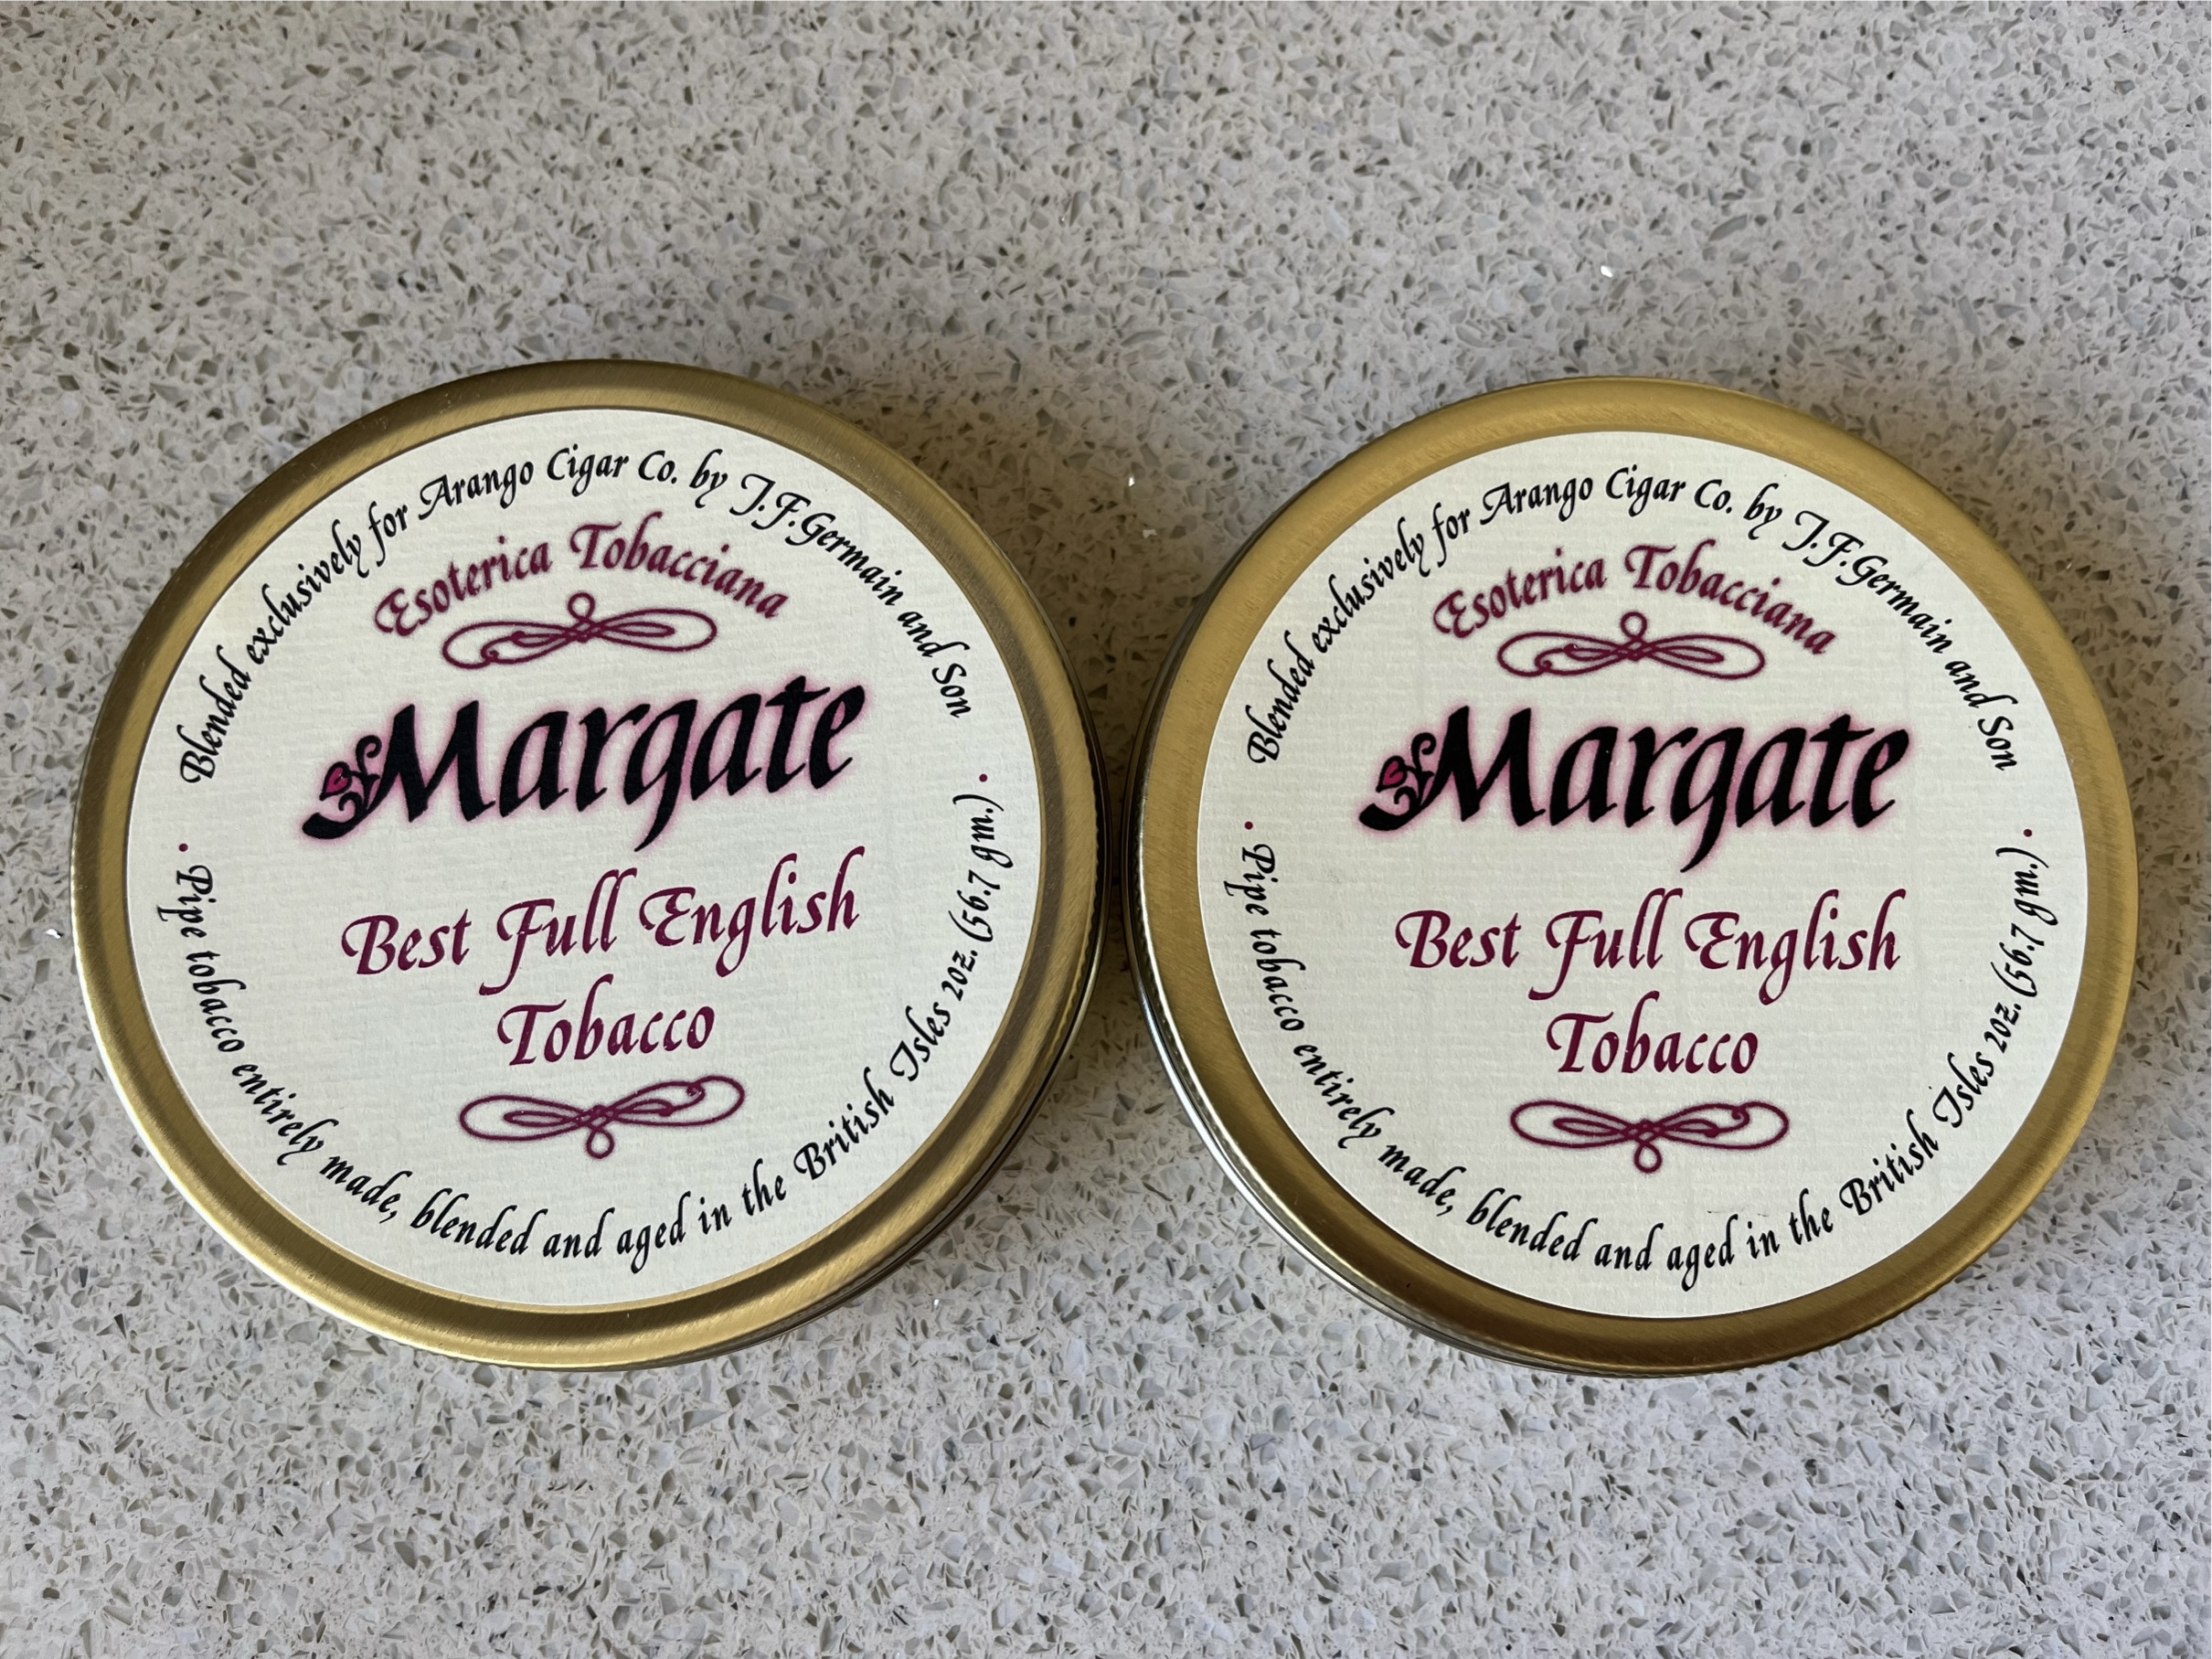 Blended exclusively for Arango Cigar Co. by J.F.Germain and Son
Esoterica Tobacciana
Margate
Best Full English
Tobacco
• Pipe tobacco entirely made, blended and aged in the British Isles 2oz. (56.7 gm.) •
Blended exclusively for Arango Cigar Co. by J.F.Germain and Son
Esoterica Tobacciana
Margate
Best Full English
Tobacco
• Pipe tobacco entirely made, blended and aged in the British Isles 2oz. (56.7 gm.) •